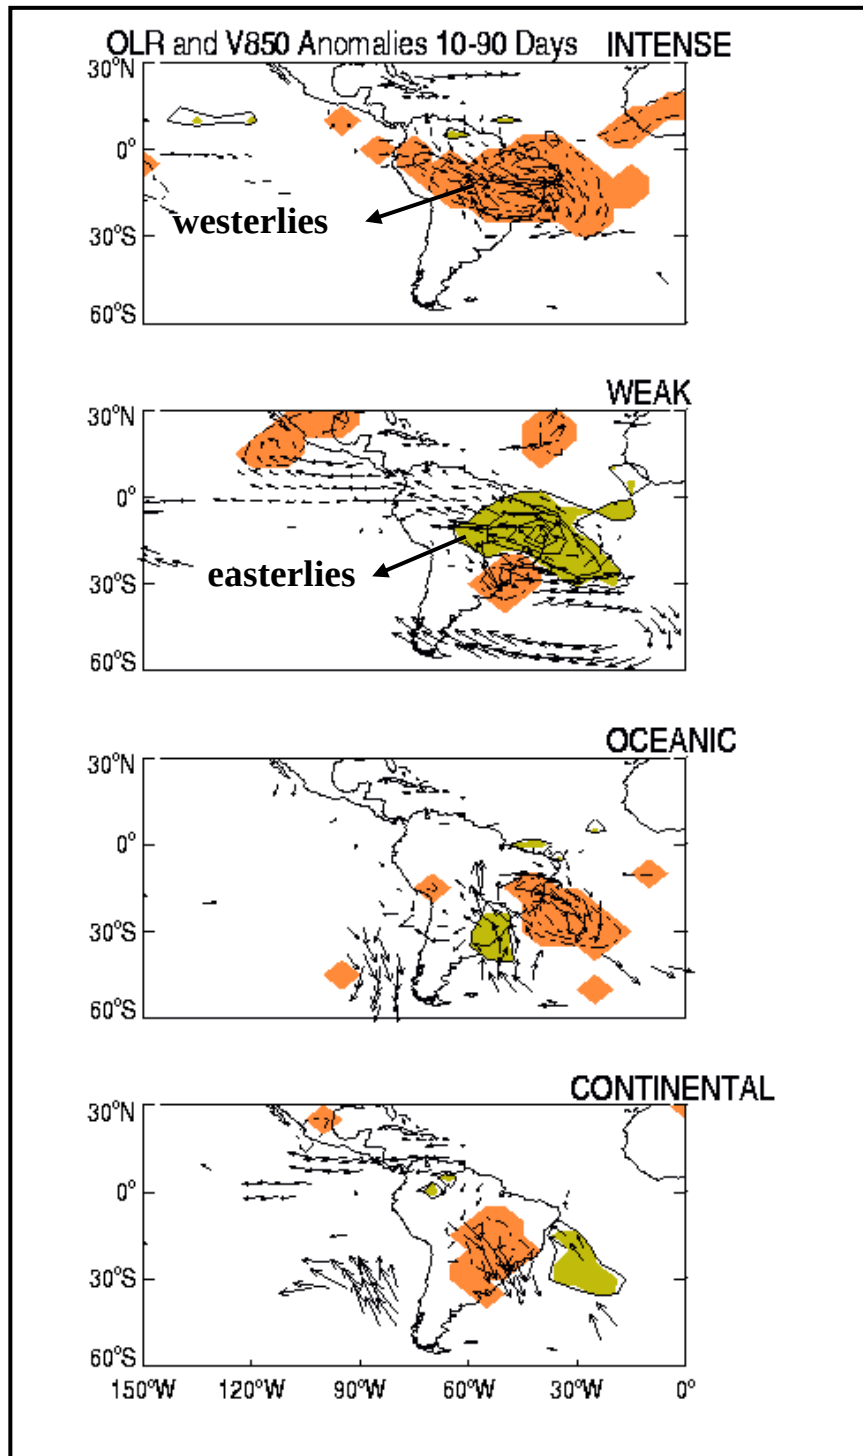 OLR and V850 Anomalies 10-90 Days INTENSE
30°N
0°
westerlies
30°S
60°S
WEAK
30°N
0°
easterlies
30°S
60°S
OCEANIC
30°N
0°
30°S
60°S
CONTINENTAL
30°N
0°
30°S
60°S
150°W 120°W 90°W 60°W 30°W 0°